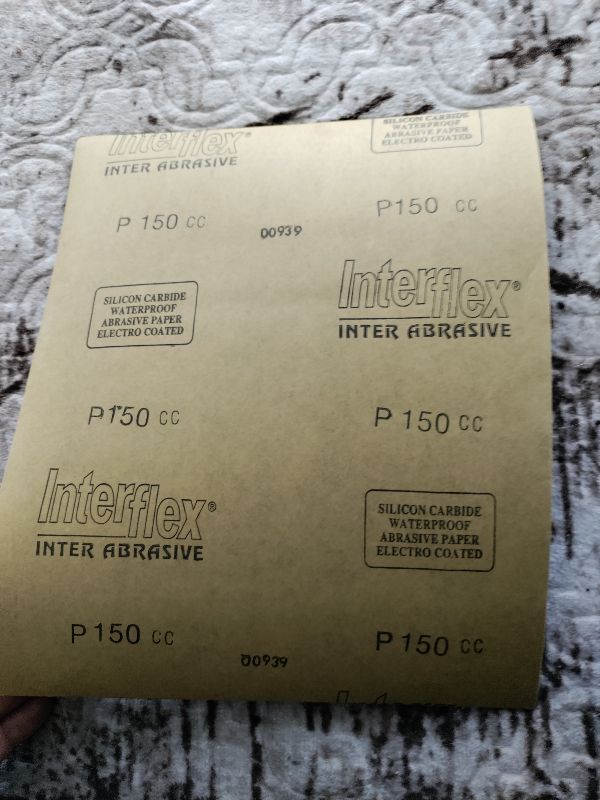 Interflex®
INTER ABRASIVE
SILICON CARBIDE
WATERPROOF
ABRASIVE PAPER
ELECTRO COATED
P 150 CC
00939
P150 CC
SILICON CARBIDE
WATERPROOF
ABRASIVE PAPER
ELECTRO COATED
Interflex®
INTER ABRASIVE
P150 CC
P 150 CC
Interflex®
INTER ABRASIVE
SILICON CARBIDE
WATERPROOF
ABRASIVE PAPER
ELECTRO COATED
P 150 CC
00939
P 150 CC